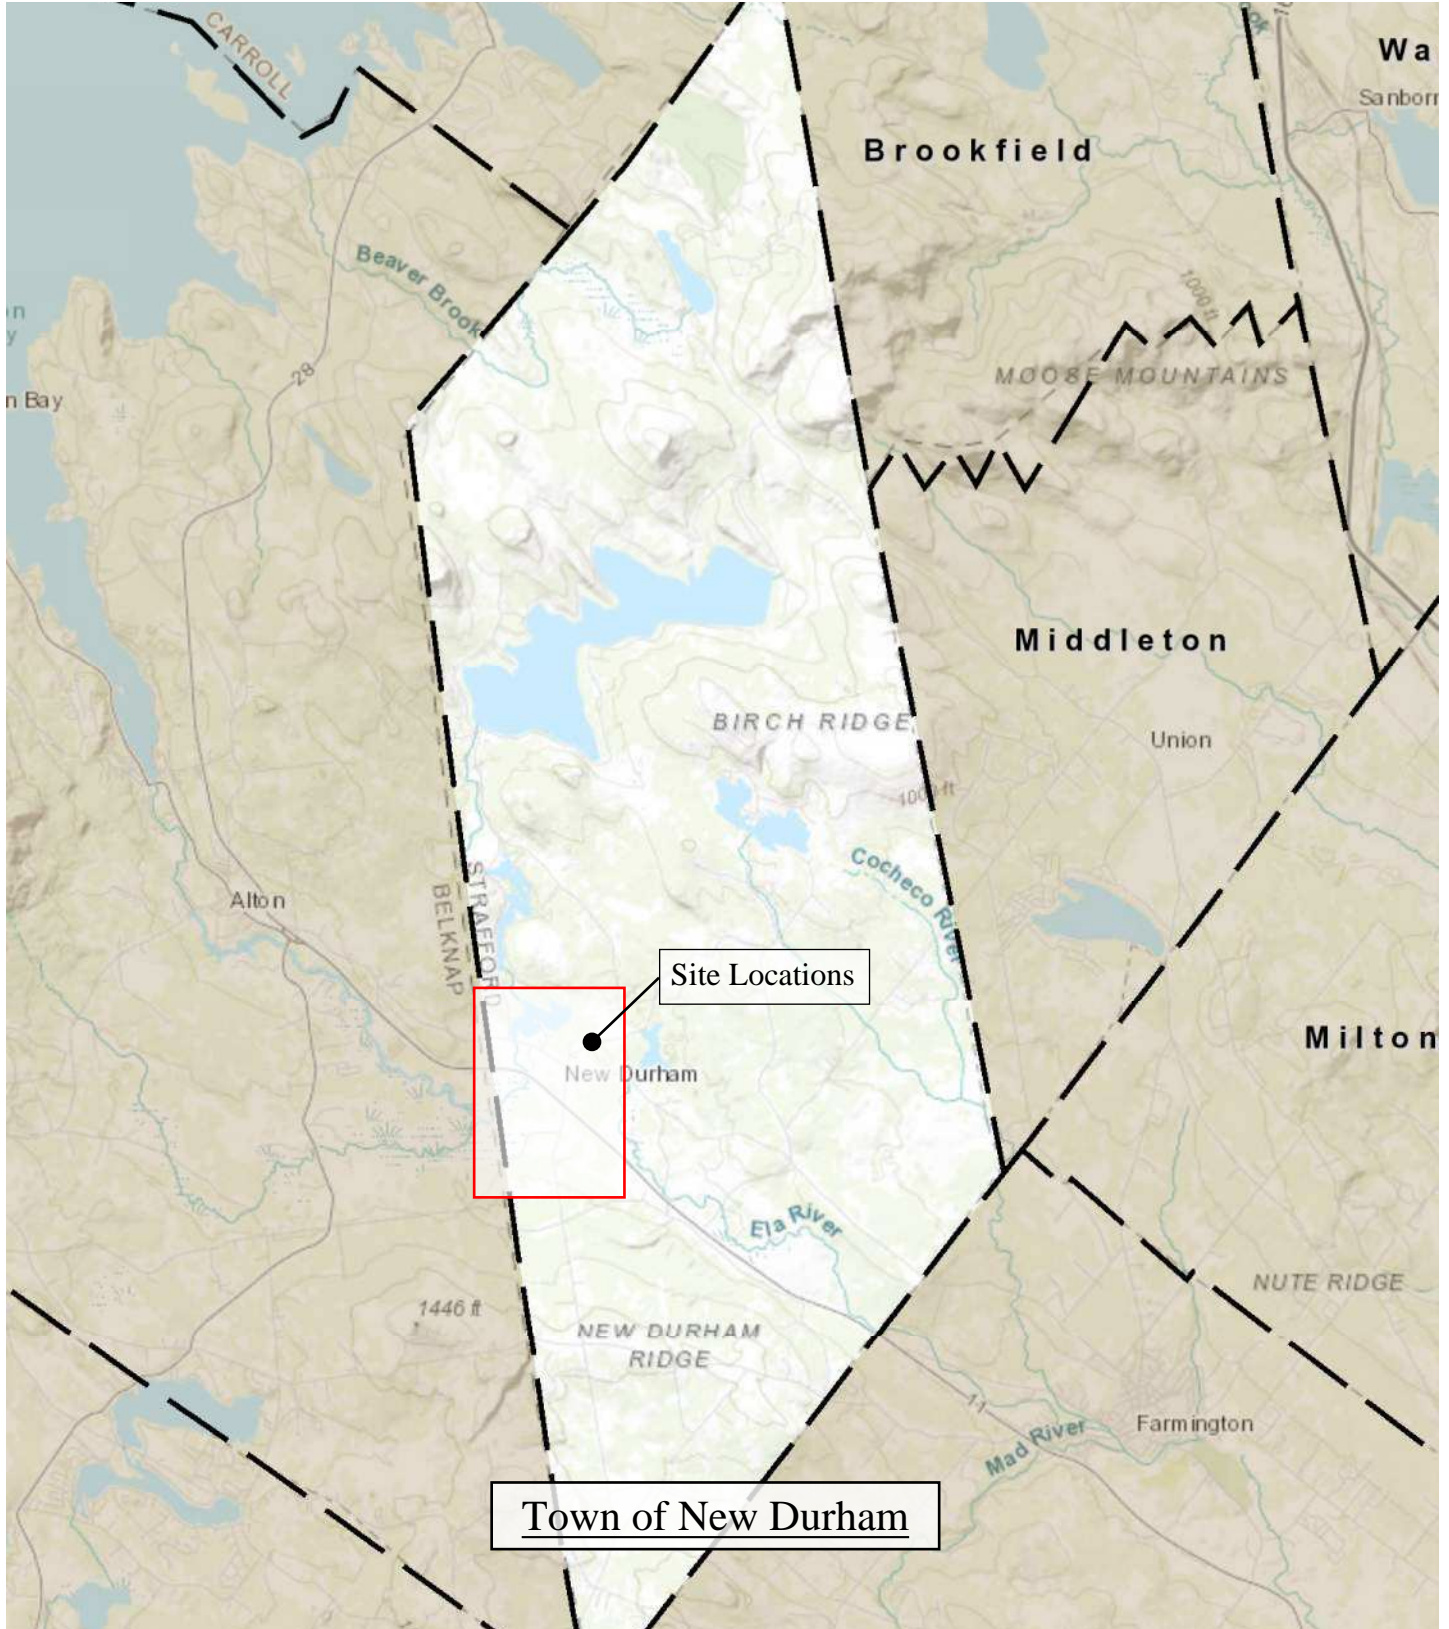 CARROLL
16
Wa
Sanborn
Brookfield
Beaver Brook
1000 ft
on
y
28
MOOSE MOUNTAINS
n Bay
Middleton
BIRCH RIDGE
Union
1000 ft
Cocheco River
STRAFFORD
BELKNAP
Alton
Site Locations
Milton
New Durham
Ela River
NUTE RIDGE
1446 ft
NEW DURHAM
RIDGE
11
Mad River
Farmington
Town of New Durham